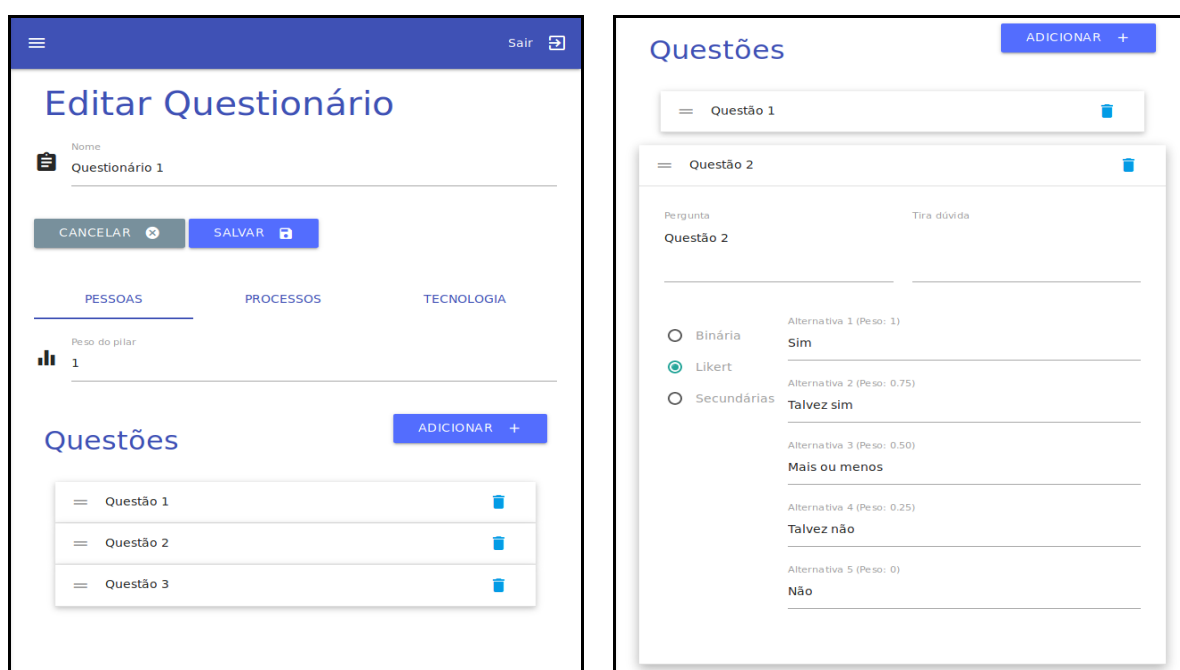 Sair
Editar Questionário
Nome
Questionário 1
CANCELAR
SALVAR
PESSOAS PROCESSOS TECNOLOGIA
Peso do pilar
1
Questões
ADICIONAR +
Questão 1
Questão 2
Questão 3
Questões
ADICIONAR +
Questão 1
Questão 2
Pergunta Tira dúvida
Questão 2
Binária
Likert
Secundárias
Alternativa 1 (Peso: 1)
Sim
Alternativa 2 (Peso: 0.75)
Talvez sim
Alternativa 3 (Peso: 0.50)
Mais ou menos
Alternativa 4 (Peso: 0.25)
Talvez não
Alternativa 5 (Peso: 0)
Não